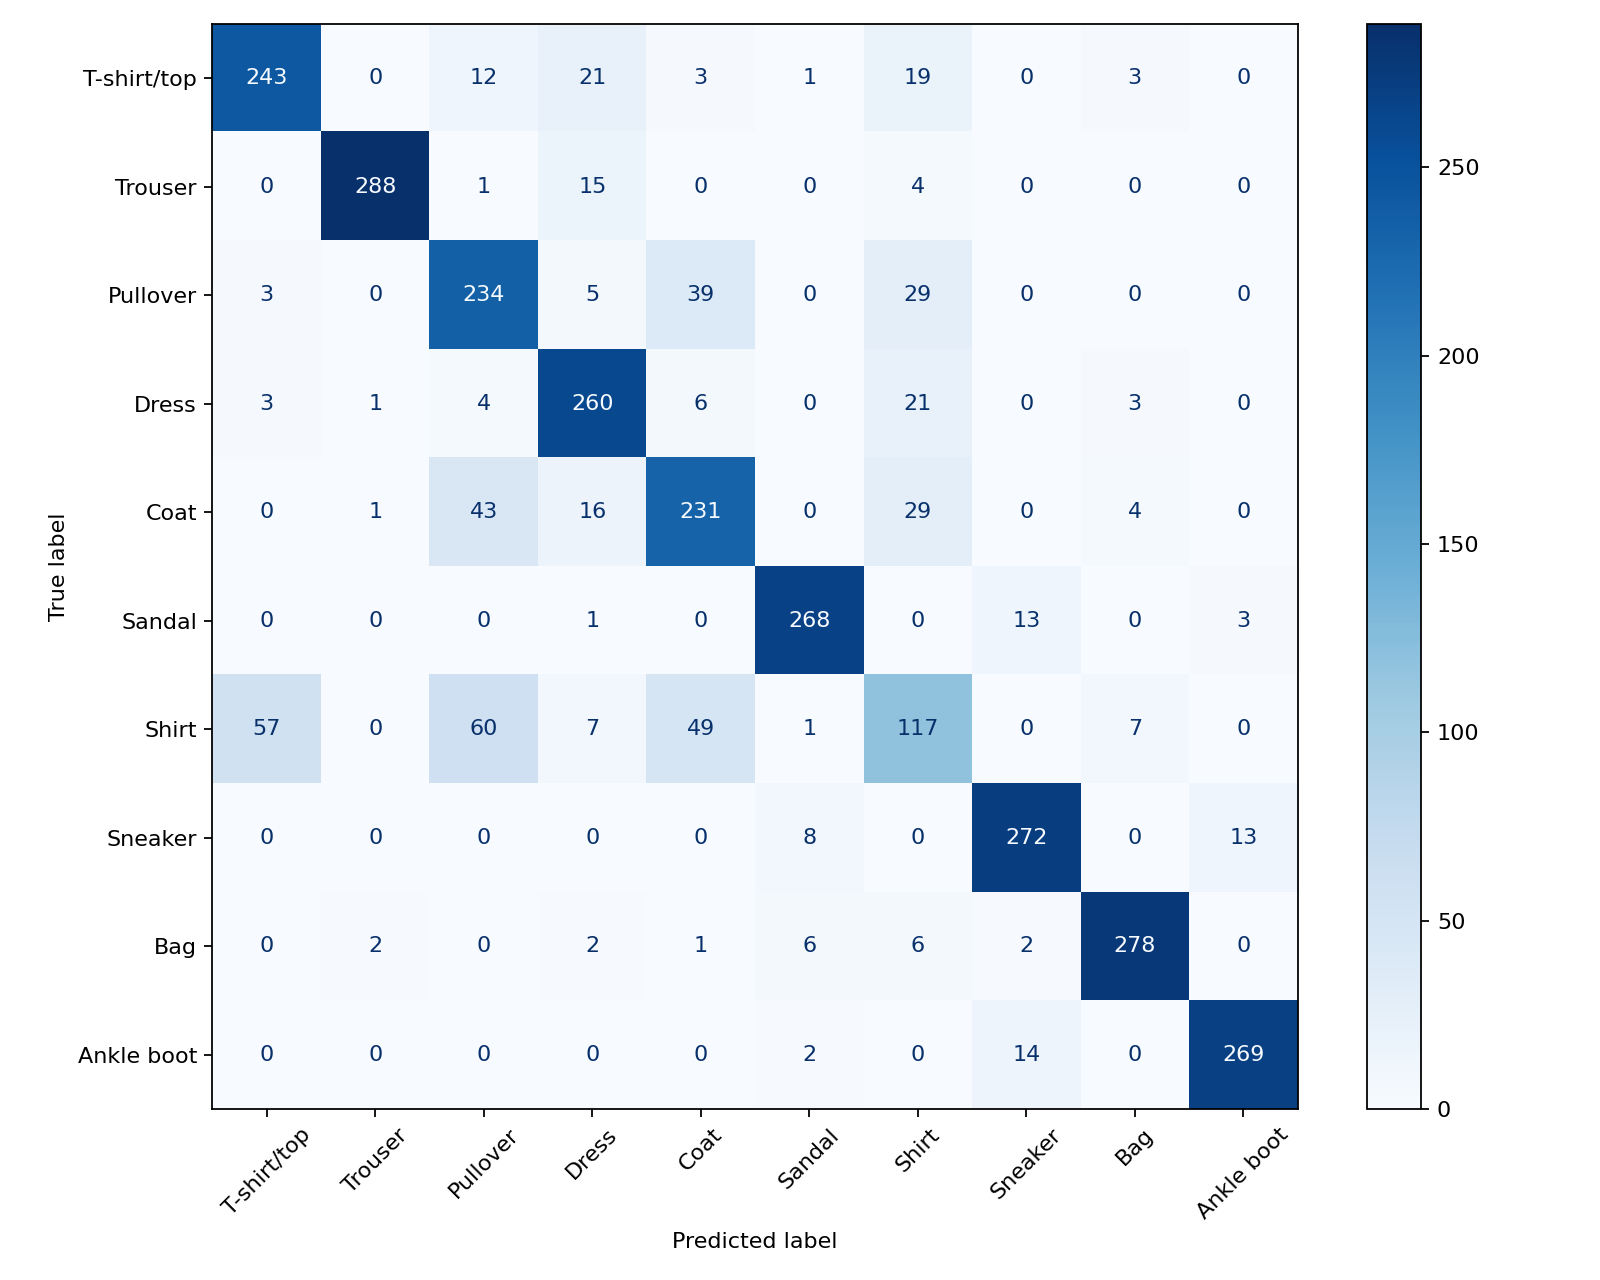 T-shirt/top 243 0 12 21 3 1 19 0 3 0
Trouser 0 288 1 15 0 0 4 0 0 0
Pullover 3 0 234 5 39 0 29 0 0 0
Dress 3 1 4 260 6 0 21 0 3 0
Coat 0 1 43 16 231 0 29 0 4 0
Sandal 0 0 0 1 0 268 0 13 0 3
Shirt 57 0 60 7 49 1 117 0 7 0
Sneaker 0 0 0 0 0 8 0 272 0 13
Bag 0 2 0 2 1 6 6 2 278 0
Ankle boot 0 0 0 0 0 2 0 14 0 269
True label
T-shirt/top Trouser Pullover Dress Coat Sandal Shirt Sneaker Bag Ankle boot
Predicted label
250
200
150
100
50
0